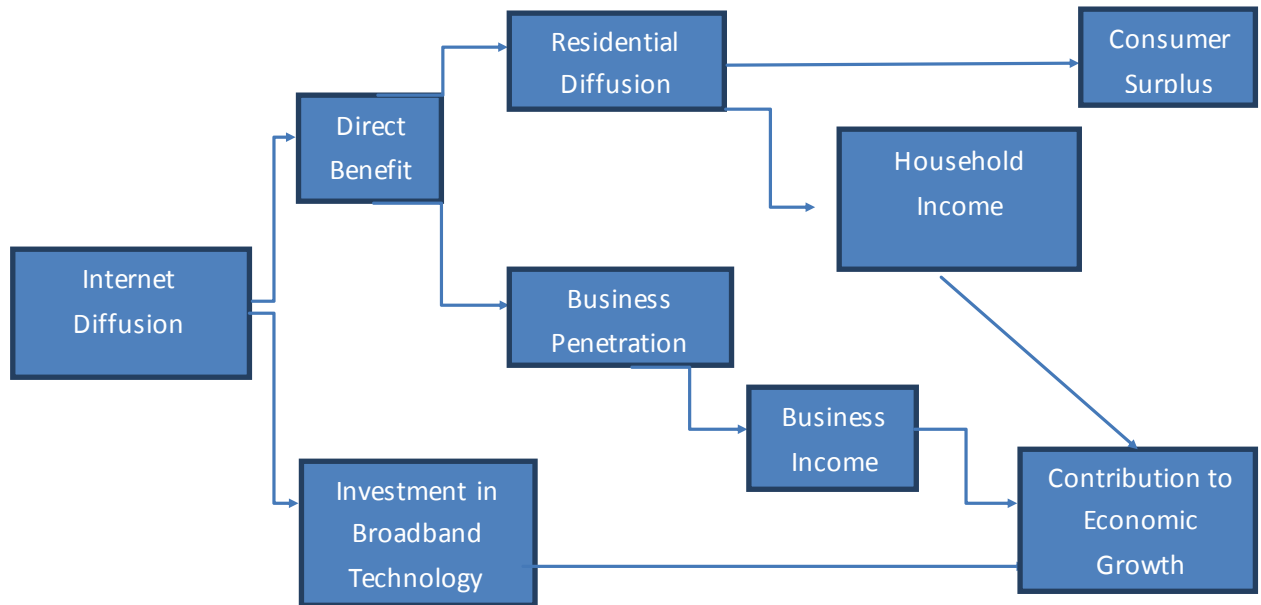 Residential
Diffusion
Consumer
Surplus
Direct
Benefit
Household
Income
Internet
Diffusion
Business
Penetration
Business
Income
Investment in
Broadband
Technology
Contribution to
Economic
Growth